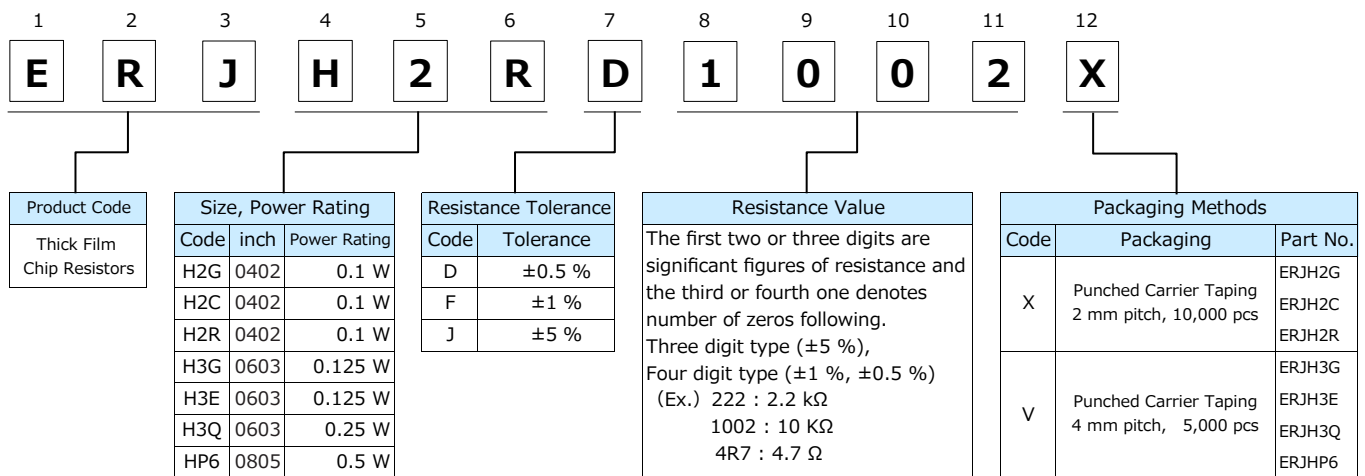 1 2 3 4 5 6 7 8 9 10 11 12
E R J H 2 R D 1 0 0 2 X
Product Code
Thick Film
Chip Resistors
Size, Power Rating
Code inch Power Rating
H2G 0402 0.1 W
H2C 0402 0.1 W
H2R 0402 0.1 W
H3G 0603 0.125 W
H3E 0603 0.125 W
H3Q 0603 0.25 W
HP6 0805 0.5 W
Resistance Tolerance
Code Tolerance
D ±0.5 %
F ±1 %
J ±5 %
Resistance Value
The first two or three digits are
significant figures of resistance and
the third or fourth one denotes
number of zeros following.
Three digit type (±5 %),
Four digit type (±1 %, ±0.5 %)
(Ex.) 222 : 2.2 kΩ
1002 : 10 KΩ
4R7 : 4.7 Ω
Packaging Methods
Code Packaging Part No.
X
Punched Carrier Taping
2 mm pitch, 10,000 pcs
ERJH2G
ERJH2C
ERJH2R
V
Punched Carrier Taping
4 mm pitch, 5,000 pcs
ERJH3G
ERJH3E
ERJH3Q
ERJHP6